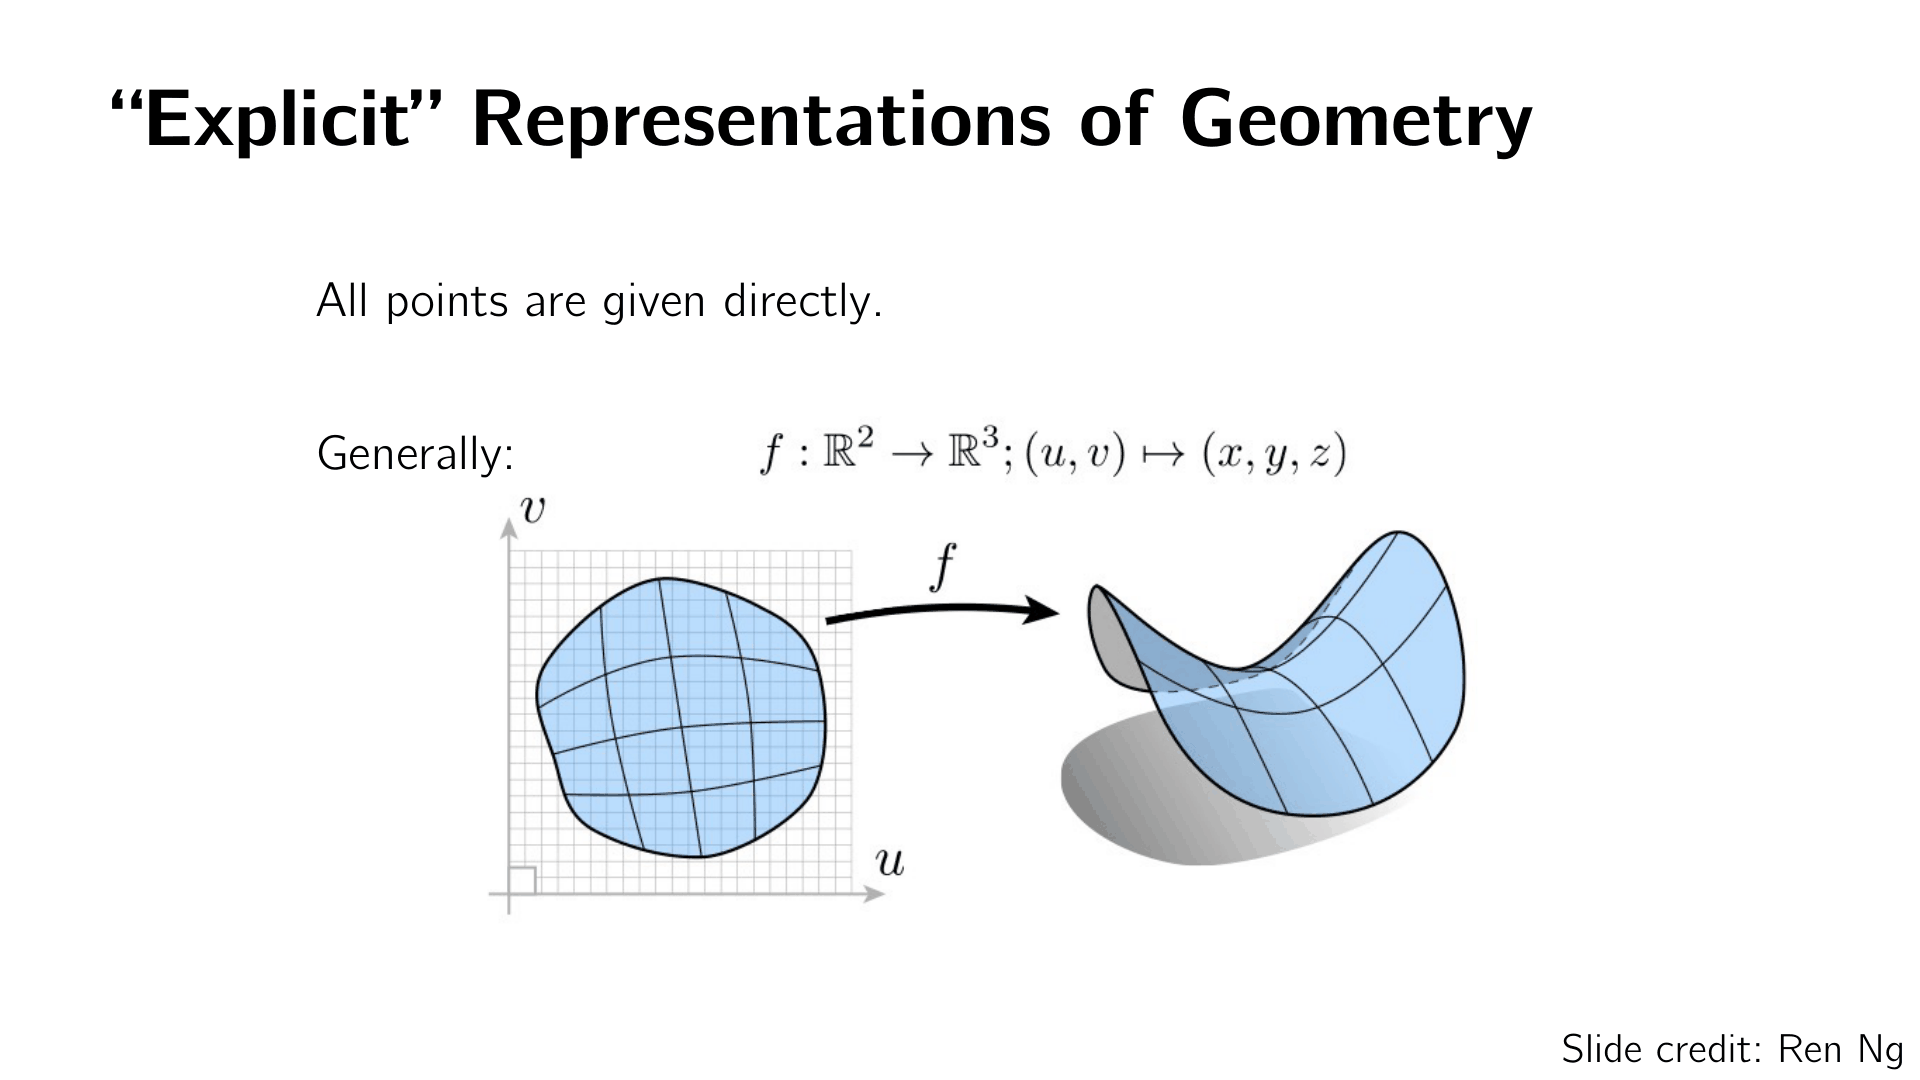 “Explicit” Representations of Geometry
All points are given directly.
Generally: f : ℝ² → ℝ³; (u, v) ↦ (x, y, z)
v
f
u
Slide credit: Ren Ng